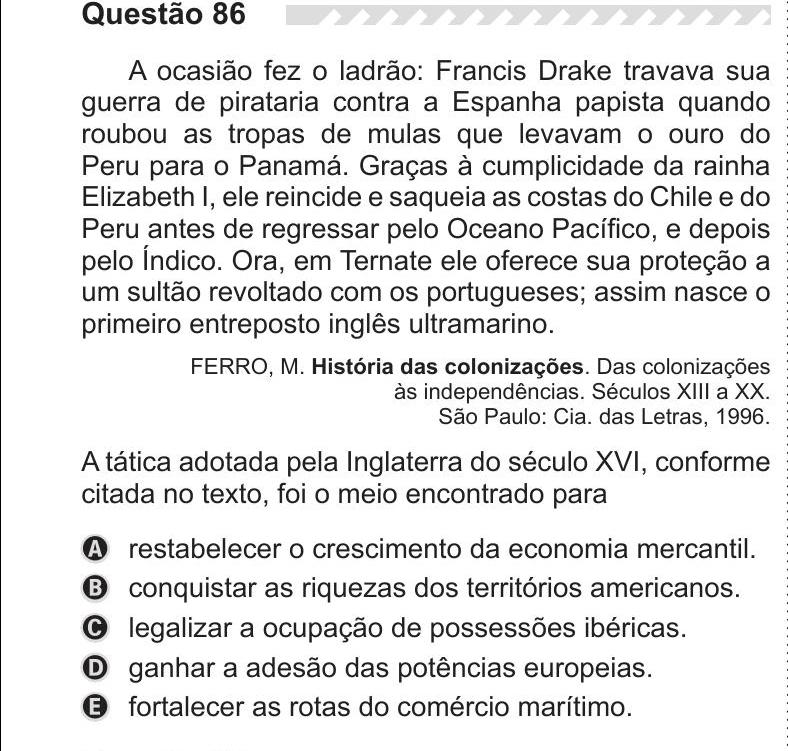 Questão 86
A ocasião fez o ladrão: Francis Drake travava sua
guerra de pirataria contra a Espanha papista quando
roubou as tropas de mulas que levavam o ouro do
Peru para o Panamá. Graças à cumplicidade da rainha
Elizabeth I, ele reincide e saqueia as costas do Chile e do
Peru antes de regressar pelo Oceano Pacífico, e depois
pelo Índico. Ora, em Ternate ele oferece sua proteção a
um sultão revoltado com os portugueses; assim nasce o
primeiro entreposto inglês ultramarino.
FERRO, M. História das colonizações. Das colonizações
às independências. Séculos XIII a XX.
São Paulo: Cia. das Letras, 1996.
A tática adotada pela Inglaterra do século XVI, conforme
citada no texto, foi o meio encontrado para
A restabelecer o crescimento da economia mercantil.
B conquistar as riquezas dos territórios americanos.
C legalizar a ocupação de possessões ibéricas.
D ganhar a adesão das potências europeias.
E fortalecer as rotas do comércio marítimo.